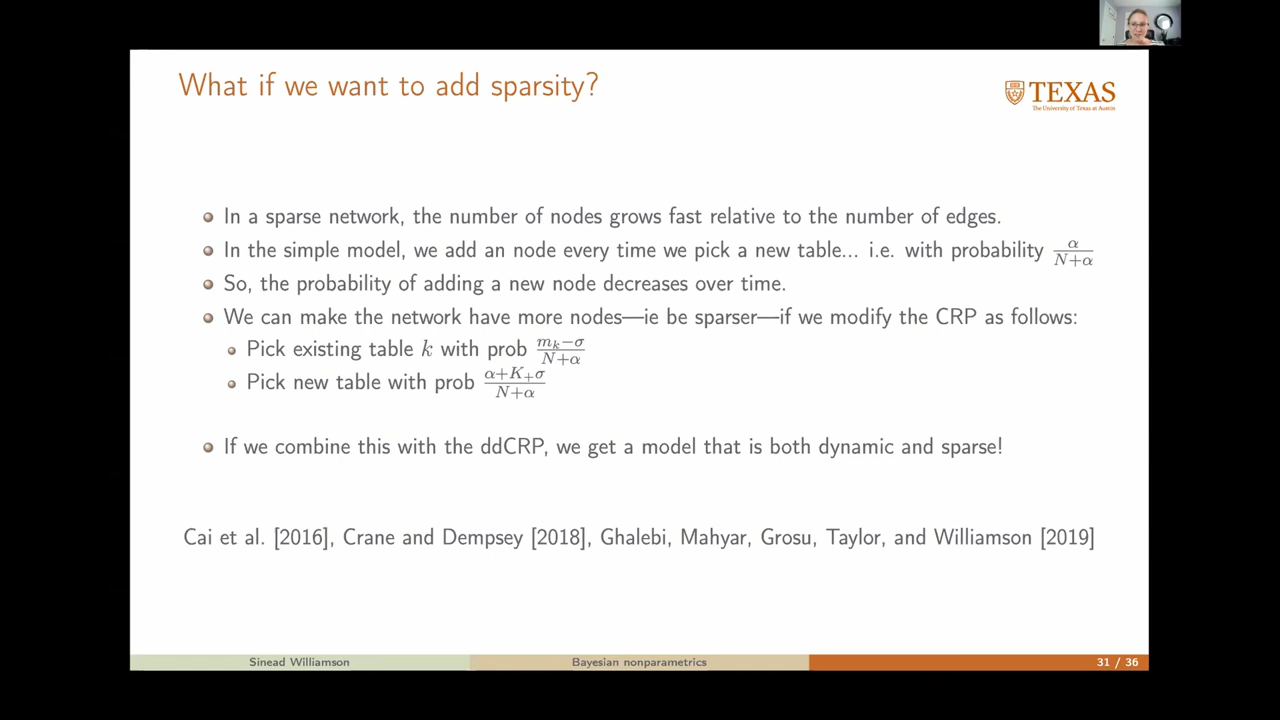 What if we want to add sparsity?
TEXAS
The University of Texas at Austin
In a sparse network, the number of nodes grows fast relative to the number of edges.
In the simple model, we add an node every time we pick a new table... i.e. with probability α/(N+α)
So, the probability of adding a new node decreases over time.
We can make the network have more nodes—ie be sparser—if we modify the CRP as follows:
Pick existing table k with prob (m_k−σ)/(N+α)
Pick new table with prob (α+K_+σ)/(N+α)
If we combine this with the ddCRP, we get a model that is both dynamic and sparse!
Cai et al. [2016], Crane and Dempsey [2018], Ghalebi, Mahyar, Grosu, Taylor, and Williamson [2019]
Sinead Williamson
Bayesian nonparametrics
31 / 36